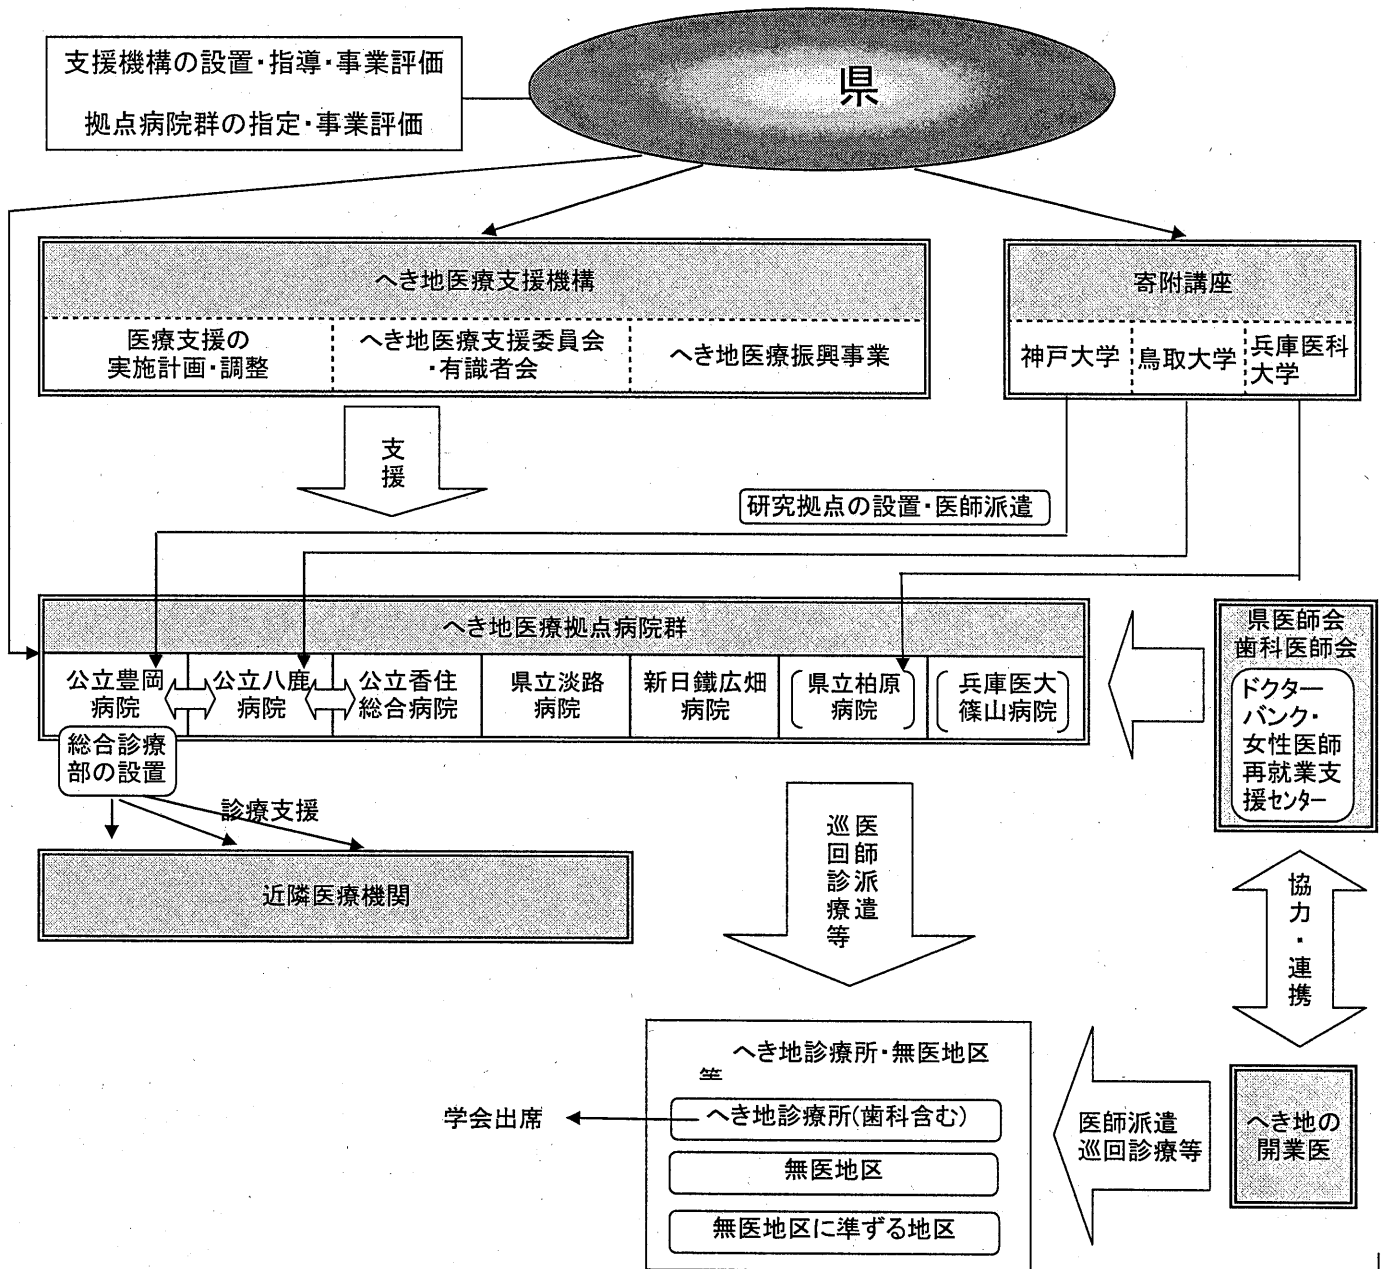 支援機構の設置・指導・事業評価
拠点病院群の指定・事業評価
県
へき地医療支援機構
医療支援の
実施計画・調整
へき地医療支援委員会
・有識者会
へき地医療振興事業
寄附講座
神戸大学
鳥取大学
兵庫医科
大学
支援
研究拠点の設置・医師派遣
へき地医療拠点病院群
公立豊岡
病院
公立八鹿
病院
公立香住
総合病院
県立淡路
病院
新日鐵広畑
病院
県立柏原
病院
兵庫医大
篠山病院
県医師会
歯科医師会
ドクター
バンク・
女性医師
再就業支
援センター
総合診療
部の設置
診療支援
近隣医療機関
医師派遣
巡回診療等
協力・連携
へき地診療所・無医地区
等
へき地診療所(歯科含む)
無医地区
無医地区に準ずる地区
学会出席
医師派遣
巡回診療等
へき地の
開業医